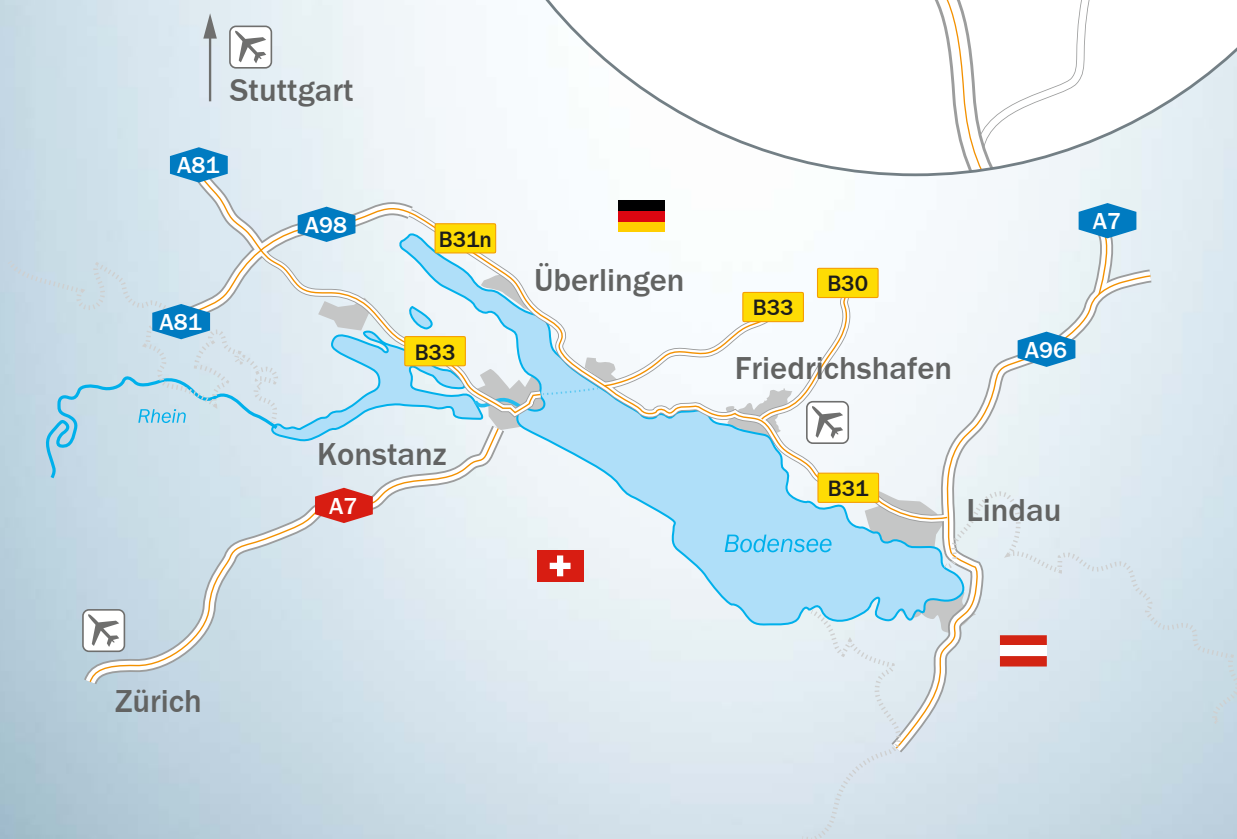 Stuttgart
A81
A98
B31n
A7
Überlingen
B30
B33
A81
A96
B33
Friedrichshafen
Rhein
Konstanz
B31
A7
Lindau
Bodensee
Zürich